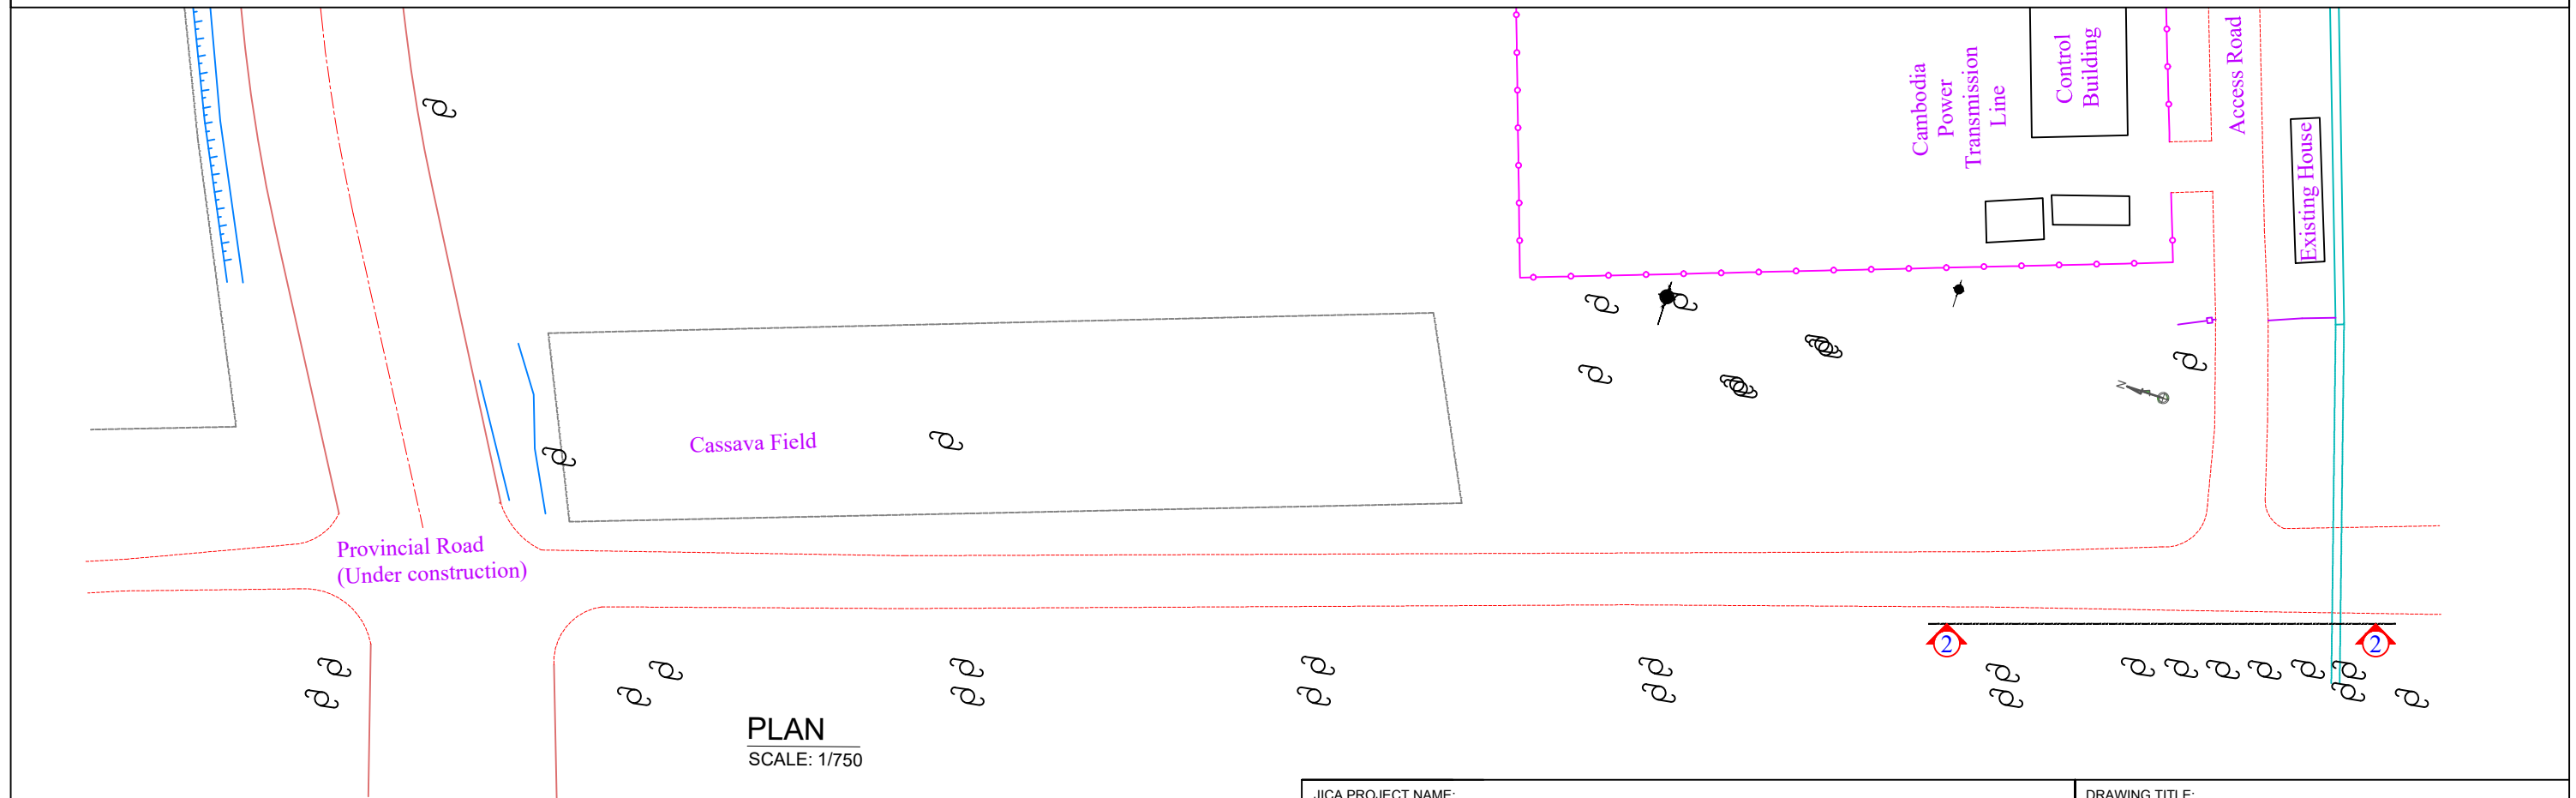 Cambodia
Power
Transmission
Line
Control
Building
Access Road
Existing House
N
Cassava Field
Provincial Road
(Under construction)
2
2
PLAN
SCALE: 1/750
JICA PROJECT NAME:
DRAWING TITLE: